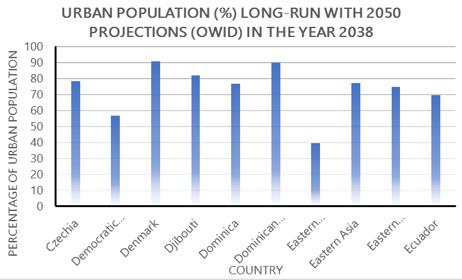 URBAN POPULATION (%) LONG-RUN WITH 2050
PROJECTIONS (OWID) IN THE YEAR 2038
PERCENTAGE OF URBAN POPULATION
100
90
80
70
60
50
40
30
20
10
0
Czechia
Democratic...
Denmark
Djibouti
Dominica
Dominican...
Eastern...
Eastern Asia
Eastern...
Ecuador
COUNTRY